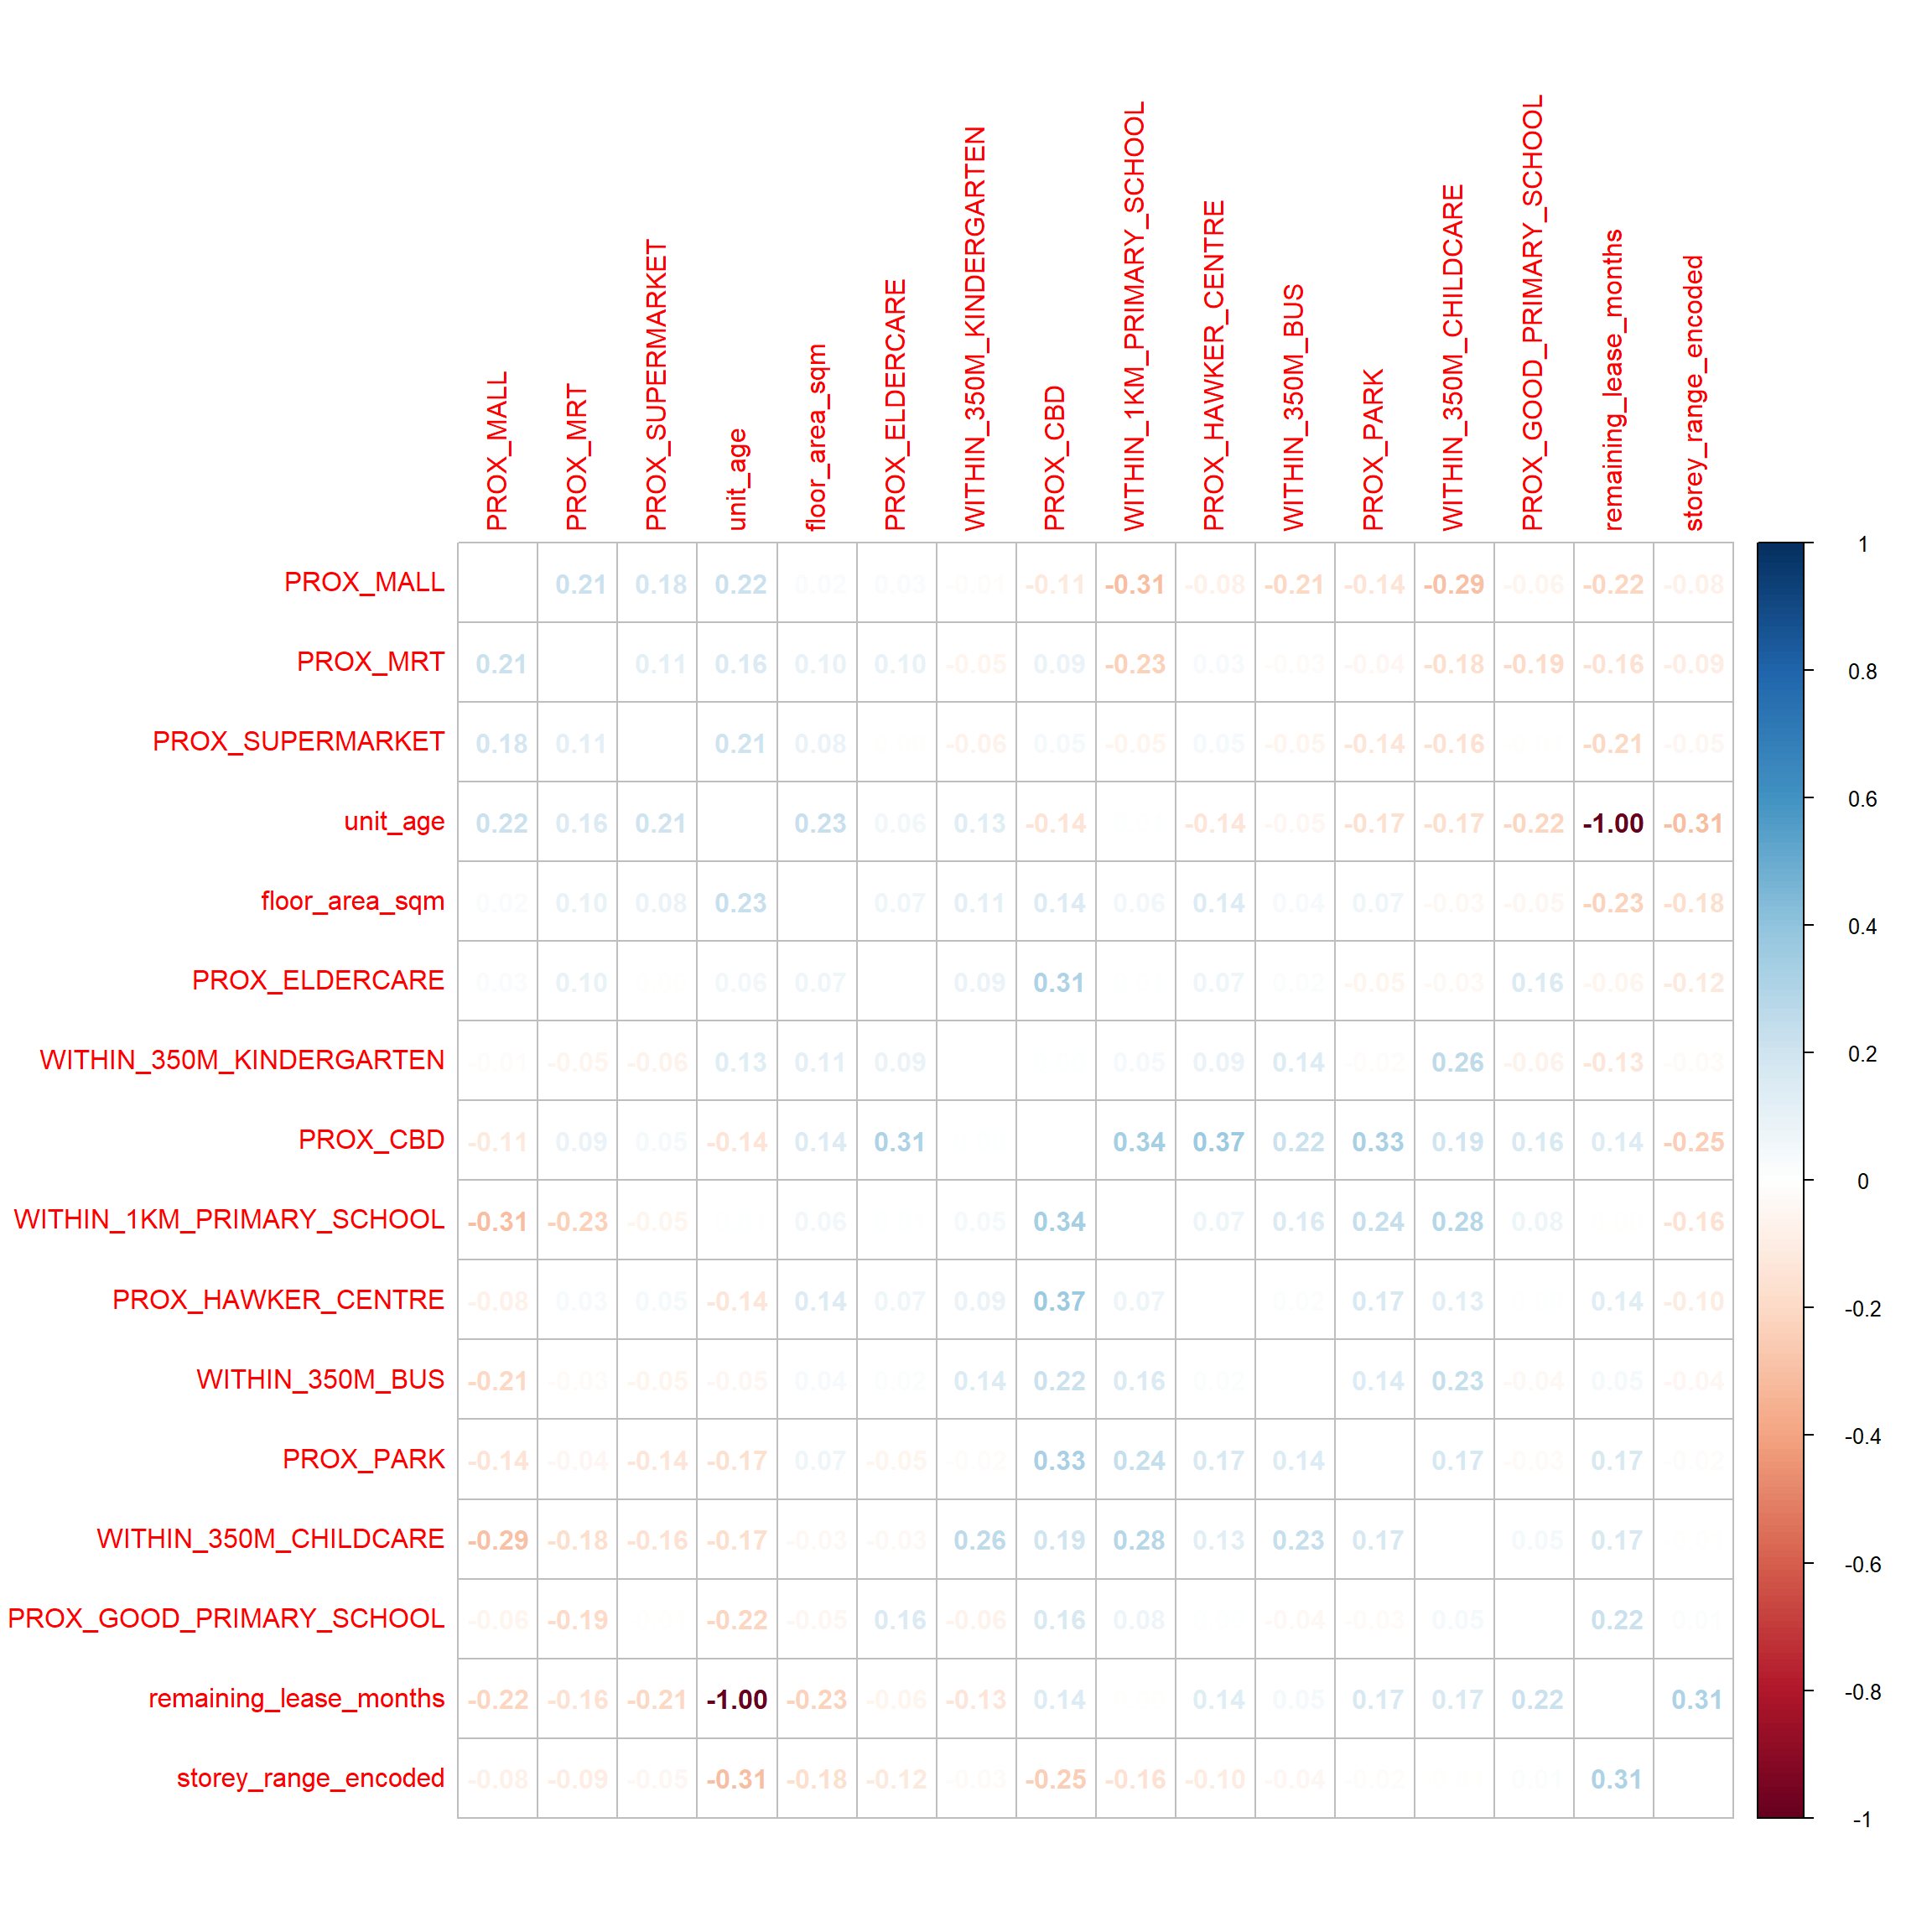 PROX_MALL
PROX_MRT
PROX_SUPERMARKET
unit_age
floor_area_sqm
PROX_ELDERCARE
WITHIN_350M_KINDERGARTEN
PROX_CBD
WITHIN_1KM_PRIMARY_SCHOOL
PROX_HAWKER_CENTRE
WITHIN_350M_BUS
PROX_PARK
WITHIN_350M_CHILDCARE
PROX_GOOD_PRIMARY_SCHOOL
remaining_lease_months
storey_range_encoded
PROX_MALL 0.21 0.18 0.22 0.02 0.03 -0.01 -0.11 -0.31 -0.08 -0.21 -0.14 -0.29 -0.06 -0.22 -0.08
PROX_MRT 0.21 0.11 0.16 0.10 0.10 -0.05 0.09 -0.23 0.03 -0.03 -0.04 -0.18 -0.19 -0.16 -0.09
PROX_SUPERMARKET 0.18 0.11 0.21 0.08 -0.06 0.05 -0.05 0.05 -0.05 -0.14 -0.16 -0.21 -0.05
unit_age 0.22 0.16 0.21 0.23 0.06 0.13 -0.14 -0.14 -0.05 -0.17 -0.17 -0.22 -1.00 -0.31
floor_area_sqm 0.02 0.10 0.08 0.23 0.07 0.11 0.14 0.06 0.14 0.04 0.07 -0.03 -0.05 -0.23 -0.18
PROX_ELDERCARE 0.03 0.10 0.06 0.07 0.09 0.31 0.07 0.02 -0.05 -0.03 0.16 -0.06 -0.12
WITHIN_350M_KINDERGARTEN -0.01 -0.05 -0.06 0.13 0.11 0.09 0.05 0.09 0.14 -0.02 0.26 -0.06 -0.13 -0.03
PROX_CBD -0.11 0.09 0.05 -0.14 0.14 0.31 0.34 0.37 0.22 0.33 0.19 0.16 0.14 -0.25
WITHIN_1KM_PRIMARY_SCHOOL -0.31 -0.23 -0.05 0.06 0.05 0.34 0.07 0.16 0.24 0.28 0.08 -0.16
PROX_HAWKER_CENTRE -0.08 0.03 0.05 -0.14 0.14 0.07 0.09 0.37 0.07 0.02 0.17 0.13 0.14 -0.10
WITHIN_350M_BUS -0.21 -0.03 -0.05 -0.05 0.04 0.02 0.14 0.22 0.16 0.02 0.14 0.23 -0.04 0.05 -0.04
PROX_PARK -0.14 -0.04 -0.14 -0.17 0.07 -0.05 -0.02 0.33 0.24 0.17 0.14 0.17 -0.03 0.17 -0.02
WITHIN_350M_CHILDCARE -0.29 -0.18 -0.16 -0.17 -0.03 -0.03 0.26 0.19 0.28 0.13 0.23 0.17 0.05 0.17
PROX_GOOD_PRIMARY_SCHOOL -0.06 -0.19 -0.22 -0.05 0.16 -0.06 0.16 0.08 -0.04 -0.03 0.05 0.22 0.01
remaining_lease_months -0.22 -0.16 -0.21 -1.00 -0.23 -0.06 -0.13 0.14 0.14 0.05 0.17 0.17 0.22 0.31
storey_range_encoded -0.08 -0.09 -0.05 -0.31 -0.18 -0.12 -0.03 -0.25 -0.16 -0.10 -0.04 -0.02 0.01 0.31
1
0.8
0.6
0.4
0.2
0
-0.2
-0.4
-0.6
-0.8
-1